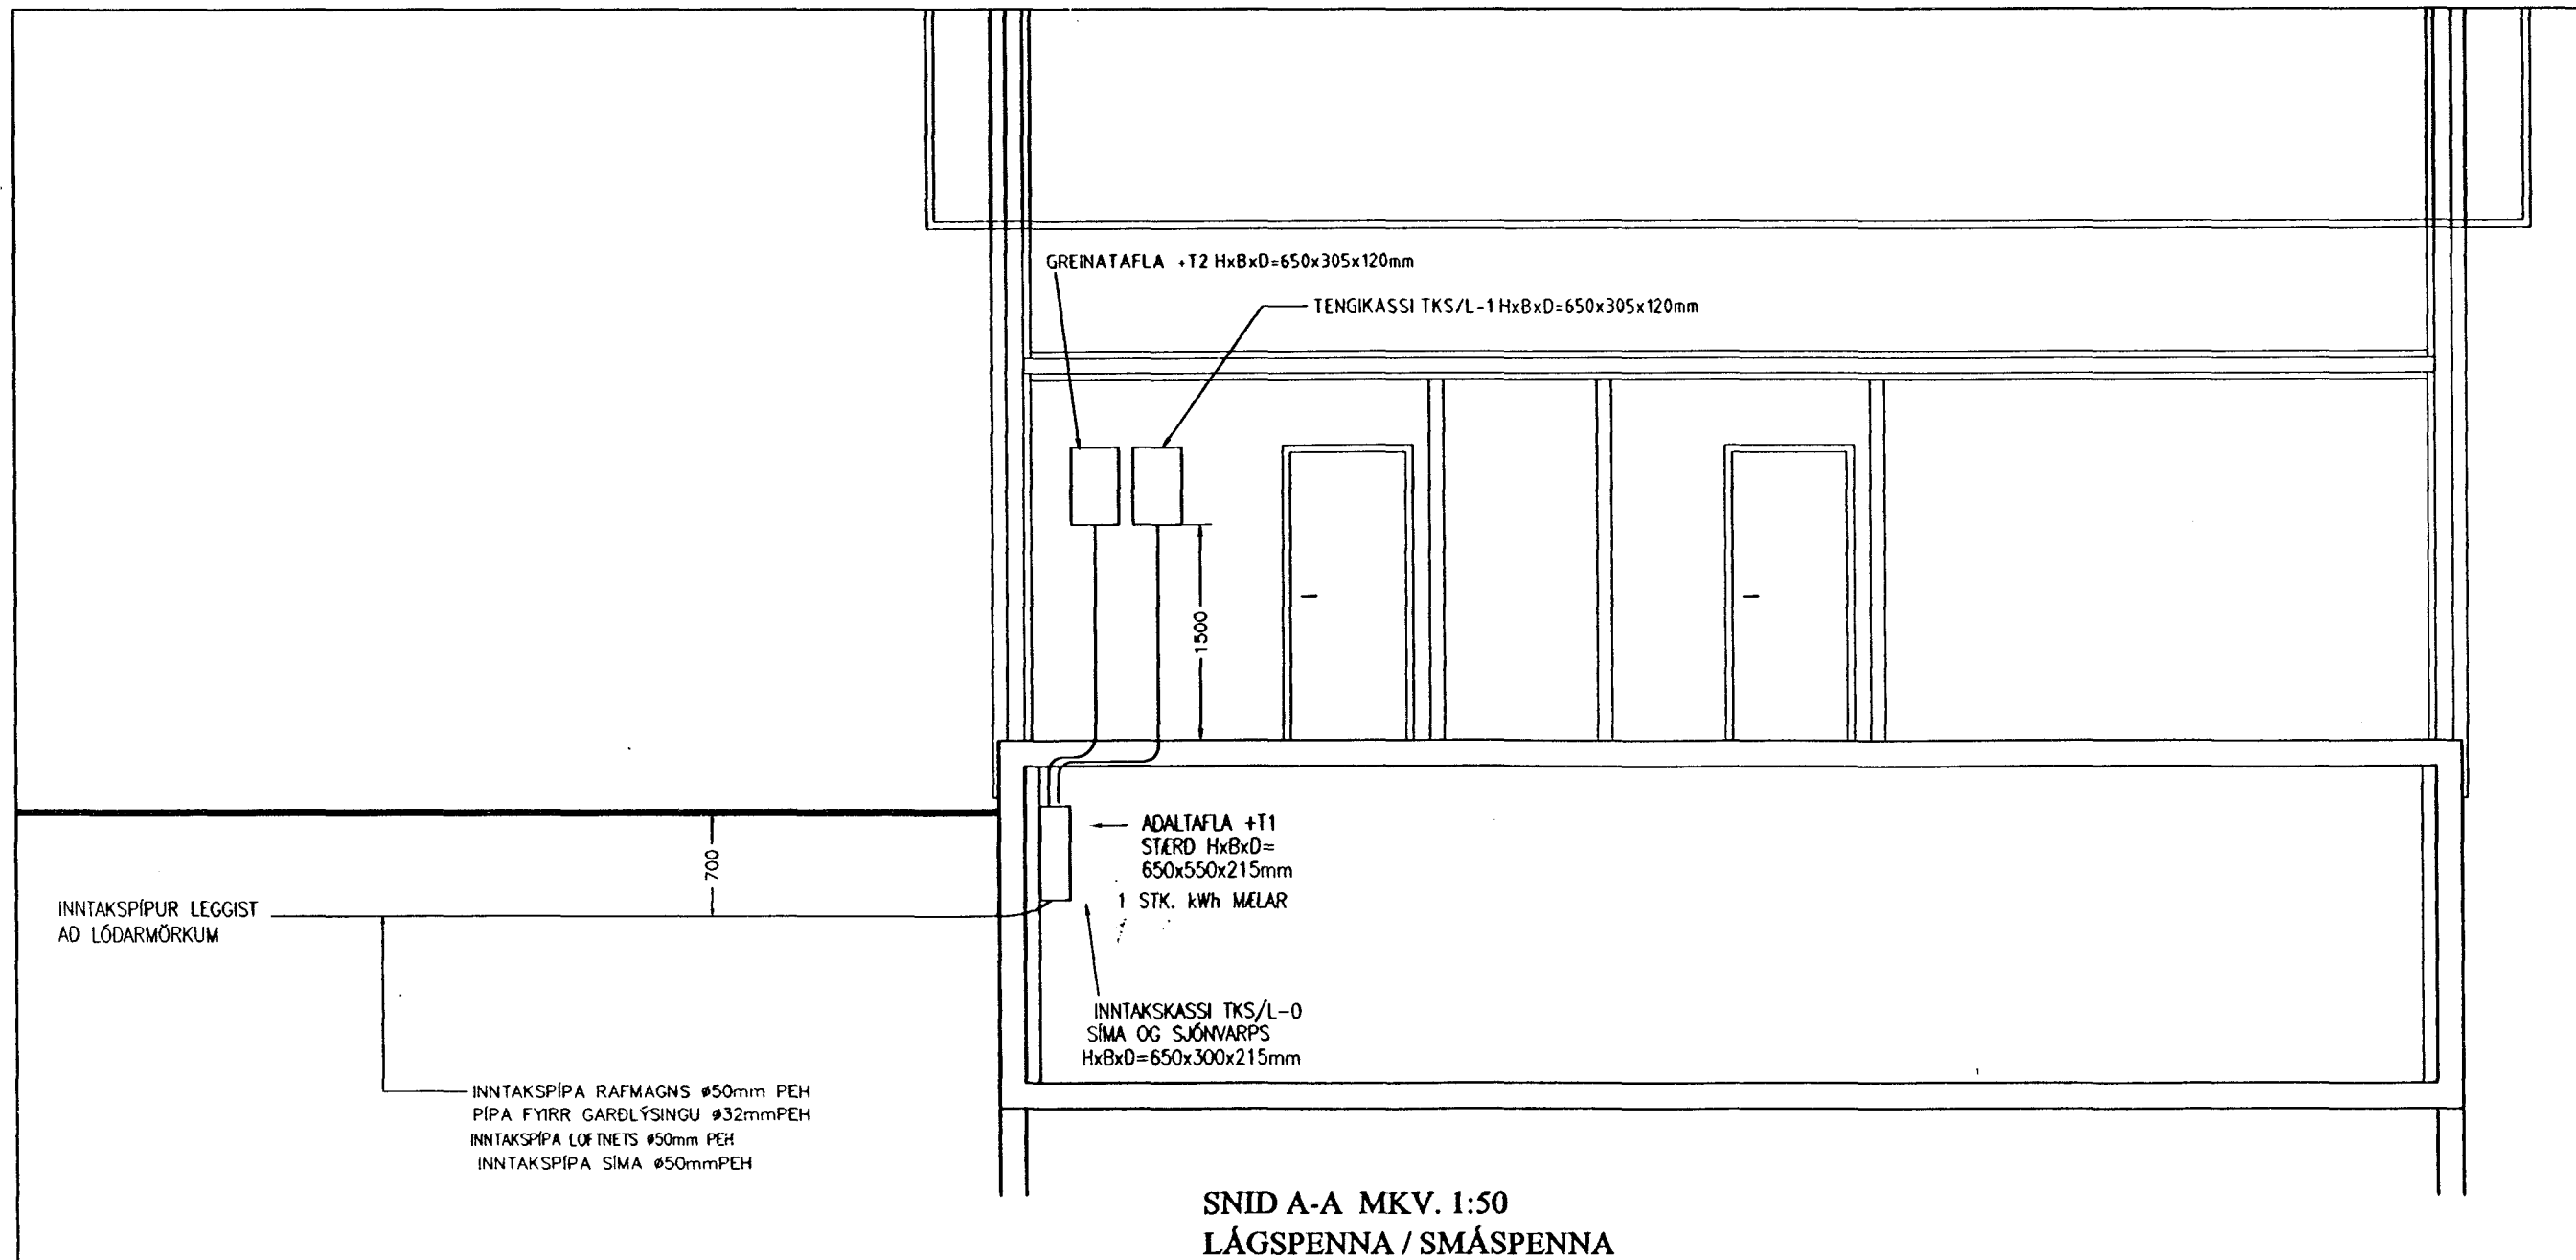 GREINATAFLA +T2 HxBxD=650x305x120mm
TENGIKASSI TKS/L-1 HxBxD=650x305x120mm
1500
700
ADALTAFLA +T1
STÆRD HxBxD=
650x550x215mm
1 STK. kWh MÆLAR
INNTAKSPÍPUR LEGGIST
AD LÓDARMÖRKUM
INNTAKSKASSI TKS/L-0
SÍMA OG SJÓNVARPS
HxBxD=650x300x215mm
INNTAKSPÍPA RAFMAGNS ø50mm PEH
PÍPA FYIRR GARÐLÝSINGU ø32mmPEH
INNTAKSPÍPA LOFTNETS ø50mm PEH
INNTAKSPÍPA SÍMA ø50mmPEH
SNID A-A MKV. 1:50
LÁGSPENNA / SMÁSPENNA